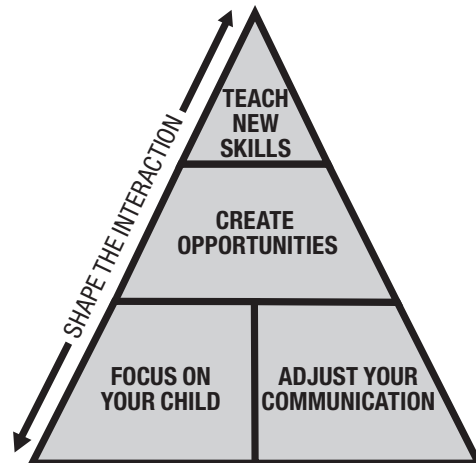 TEACH
NEW
SKILLS
SHAPE THE INTERACTION
CREATE
OPPORTUNITIES
FOCUS ON
YOUR CHILD
ADJUST YOUR
COMMUNICATION